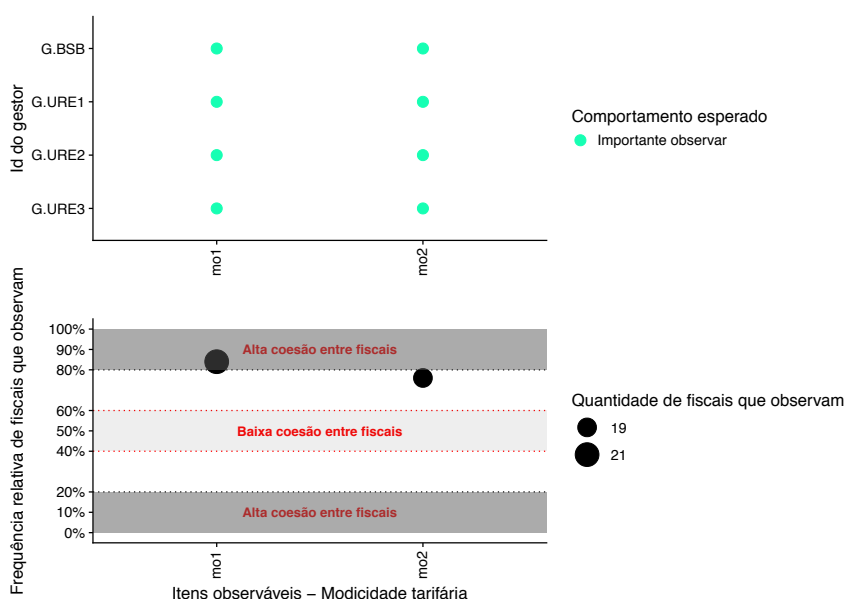 Id do gestor
G.BSB
G.URE1
G.URE2
G.URE3
mo1
mo2
Comportamento esperado
Importante observar
Frequência relativa de fiscais que observam
100%
90%
80%
60%
50%
40%
20%
10%
0%
Alta coesão entre fiscais
Baixa coesão entre fiscais
Alta coesão entre fiscais
mo1
mo2
Itens observáveis − Modicidade tarifária
Quantidade de fiscais que observam
19
21